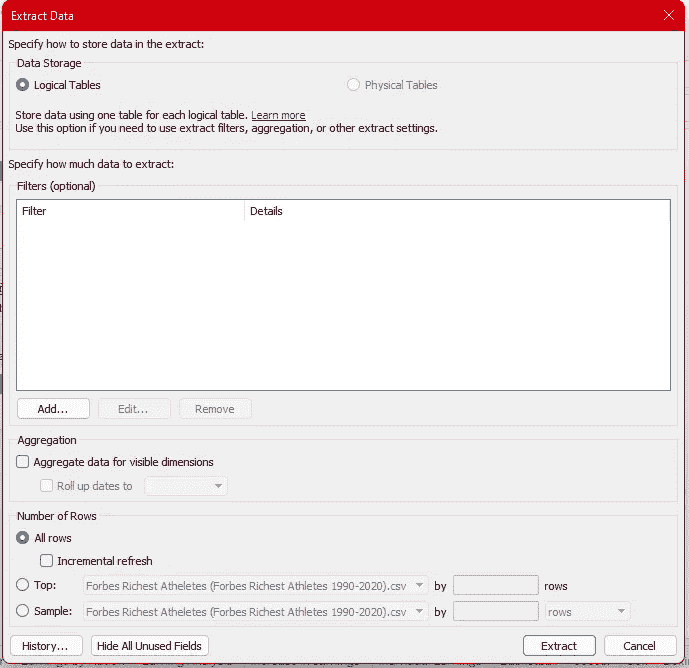 Extract Data
Specify how to store data in the extract:
Data Storage
Logical Tables Physical Tables
Store data using one table for each logical table. Learn more
Use this option if you need to use extract filters, aggregation, or other extract settings.
Specify how much data to extract:
Filters (optional)
Filter Details
Add... Edit... Remove
Aggregation
Aggregate data for visible dimensions
Roll up dates to
Number of Rows
All rows
Incremental refresh
Top: Forbes Richest Atheletes (Forbes Richest Athletes 1990-2020).csv by rows
Sample: Forbes Richest Atheletes (Forbes Richest Athletes 1990-2020).csv by rows
History... Hide All Unused Fields Extract Cancel